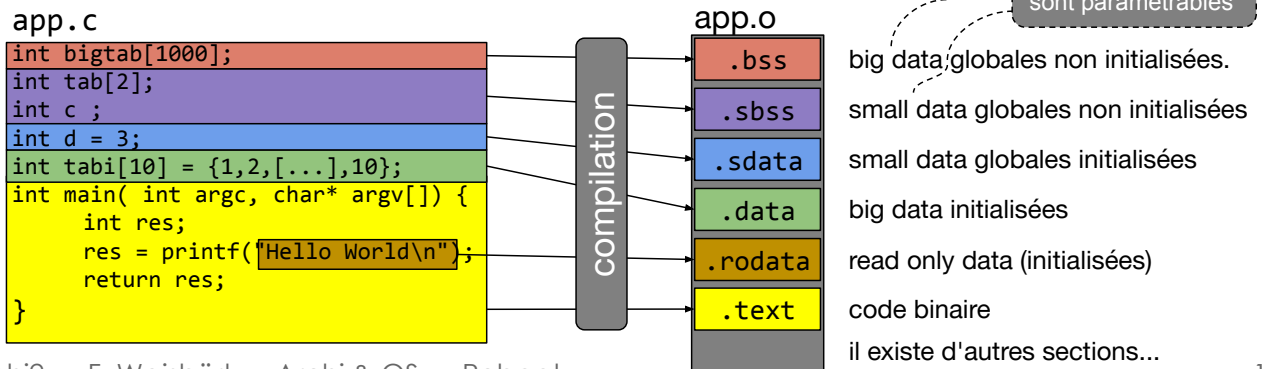 sont paramétrables
app.c
app.o
int bigtab[1000];
int tab[2];
int c ;
int d = 3;
int tabi[10] = {1,2,[...],10};
int main( int argc, char* argv[]) {
int res;
res = printf("Hello World\n");
return res;
}
compilation
.bss
big data globales non initialisées.
.sbss
small data globales non initialisées
.sdata
small data globales initialisées
.data
big data initialisées
.rodata
read only data (initialisées)
.text
code binaire
il existe d'autres sections...